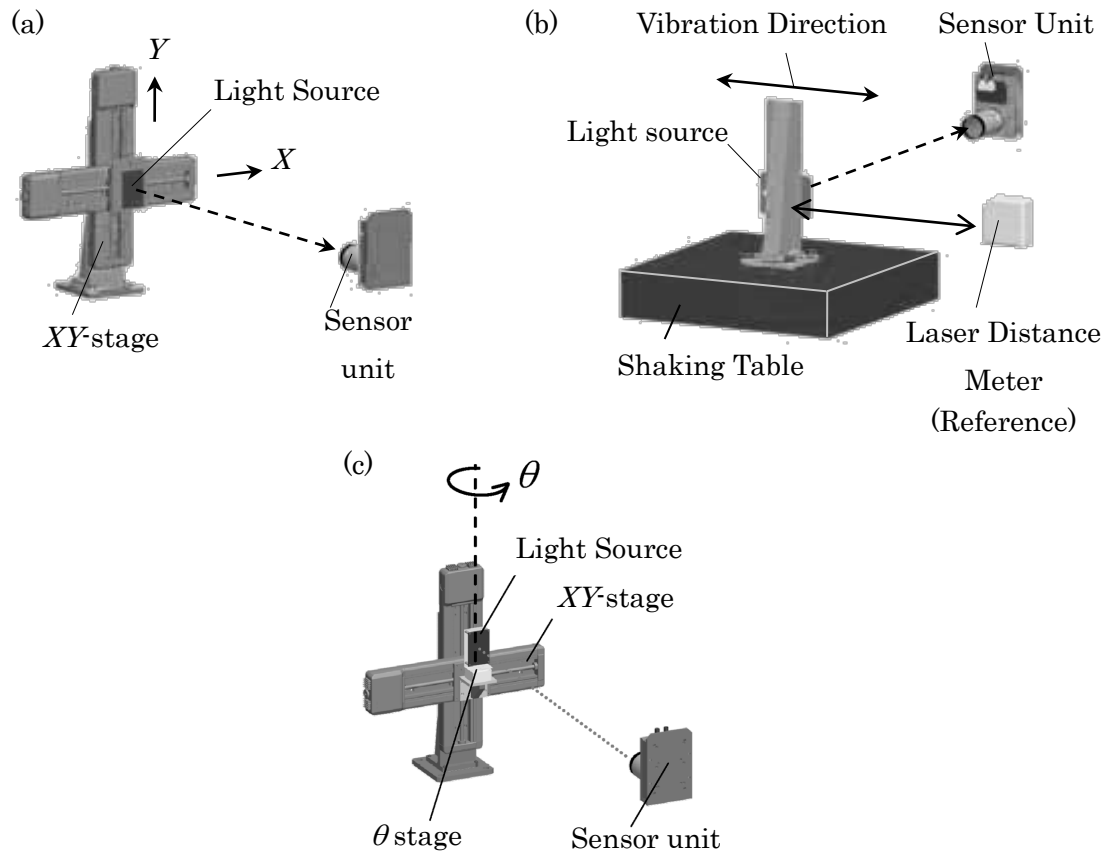 (a)
Y
Light Source
X
XY-stage
Sensor
unit
(b)
Vibration Direction
Sensor Unit
Light source
Shaking Table
Laser Distance
Meter
(Reference)
(c)
θ
Light Source
XY-stage
θ stage
Sensor unit